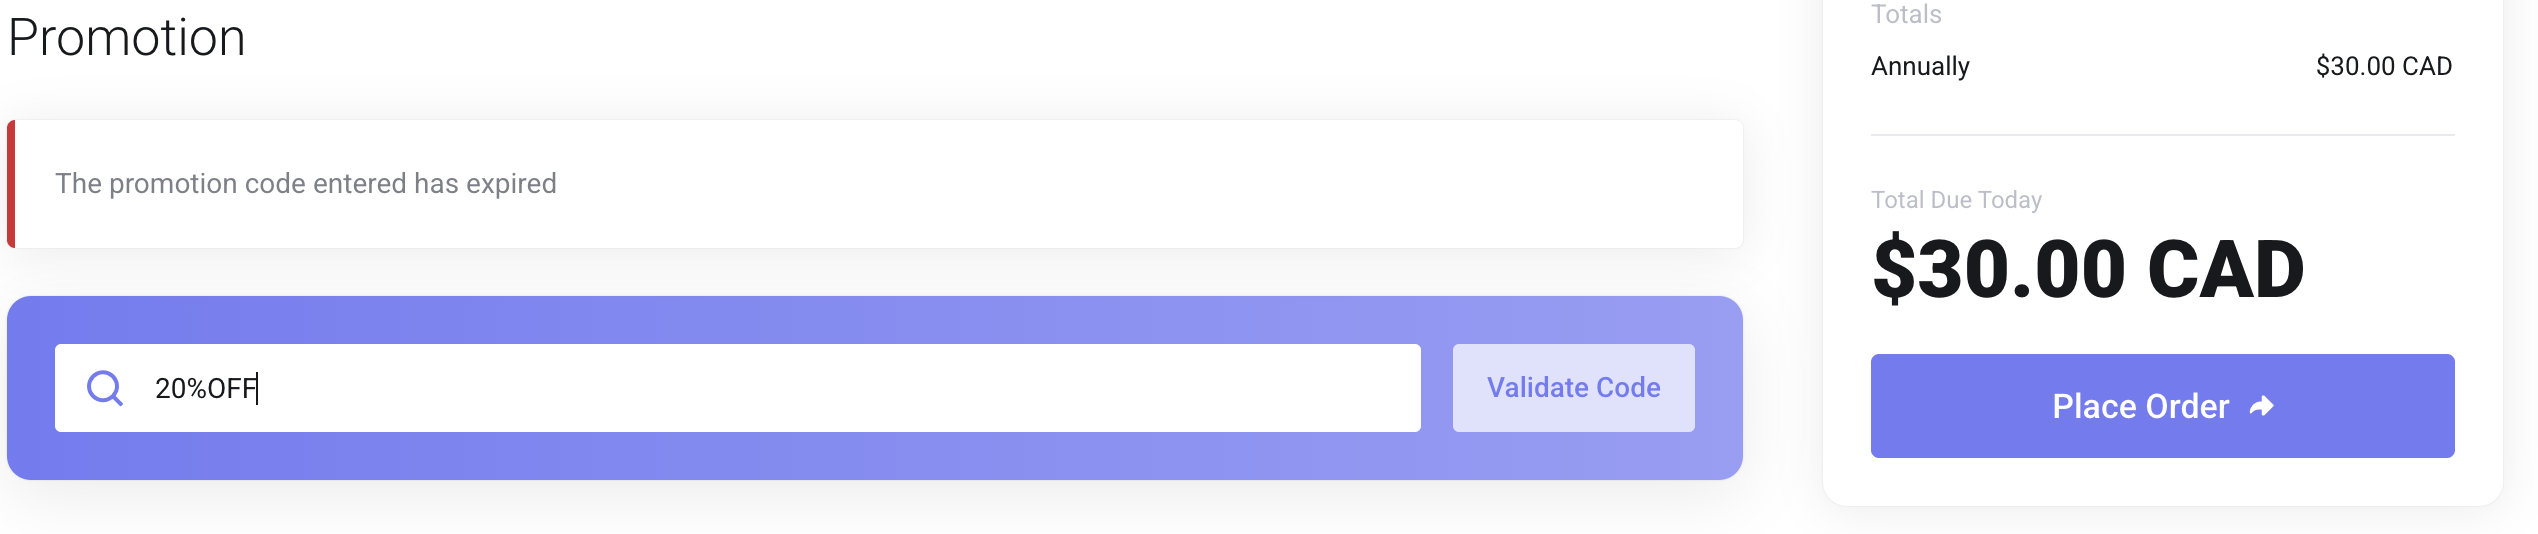 Promotion
The promotion code entered has expired
20%OFF
Validate Code
Totals
Annually $30.00 CAD
Total Due Today
$30.00 CAD
Place Order